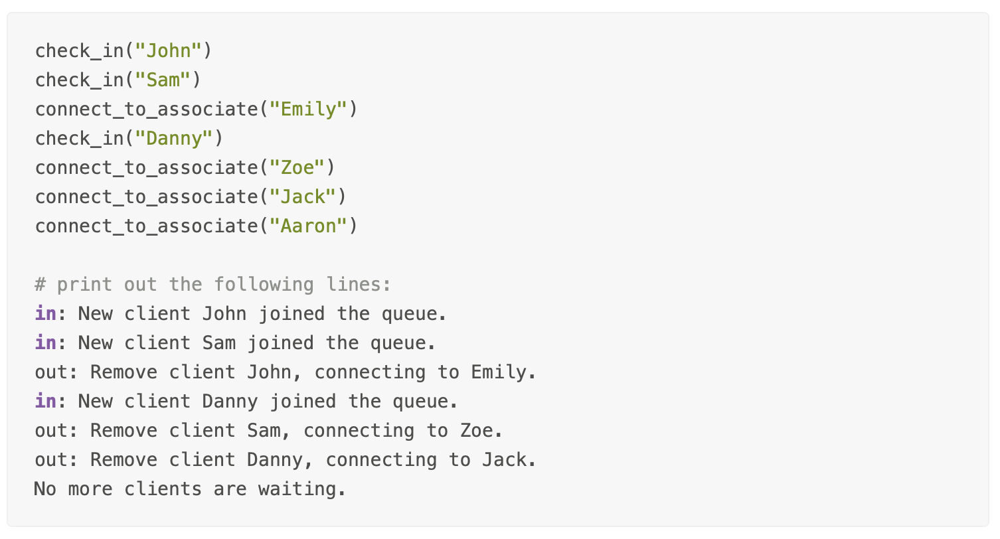 check_in("John")
check_in("Sam")
connect_to_associate("Emily")
check_in("Danny")
connect_to_associate("Zoe")
connect_to_associate("Jack")
connect_to_associate("Aaron")
# print out the following lines:
in: New client John joined the queue.
in: New client Sam joined the queue.
out: Remove client John, connecting to Emily.
in: New client Danny joined the queue.
out: Remove client Sam, connecting to Zoe.
out: Remove client Danny, connecting to Jack.
No more clients are waiting.